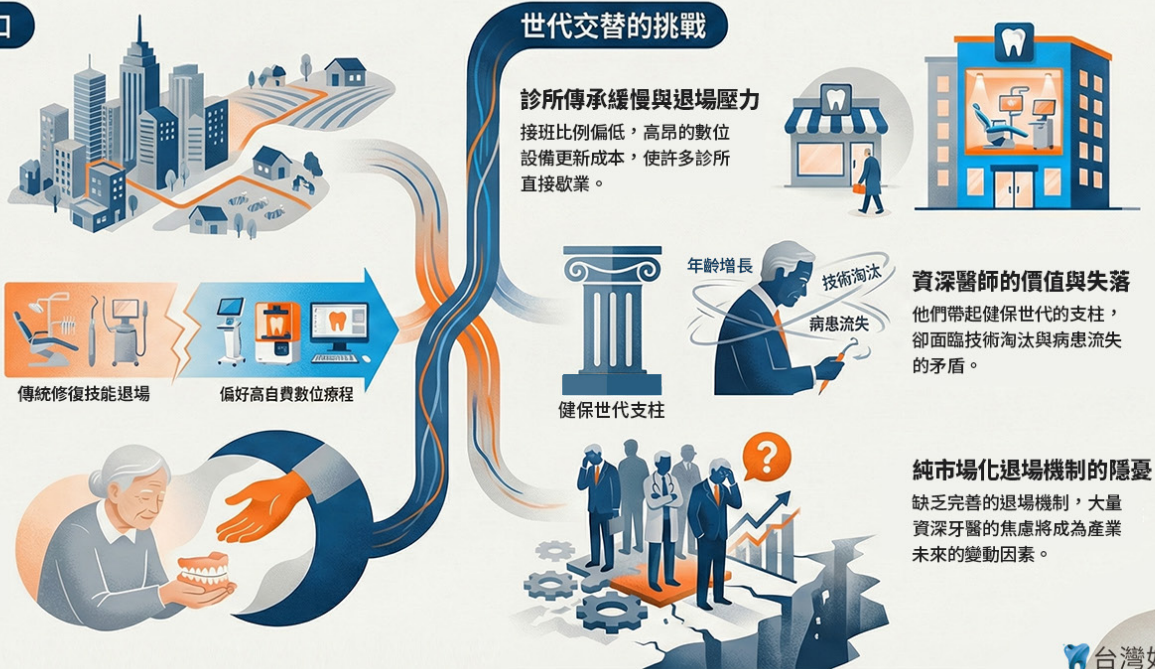 口
世代交替的挑戰
診所傳承緩慢與退場壓力
接班比例偏低，高昂的數位
設備更新成本，使許多診所
直接歇業。
年齡增長
技術淘汰
病患流失
健保世代支柱
資深醫師的價值與失落
他們帶起健保世代的支柱，
卻面臨技術淘汰與病患流失
的矛盾。
傳統修復技能退場
偏好高自費數位療程
?
純市場化退場機制的隱憂
缺乏完善的退場機制，大量
資深牙醫的焦慮將成為產業
未來的變動因素。
台灣